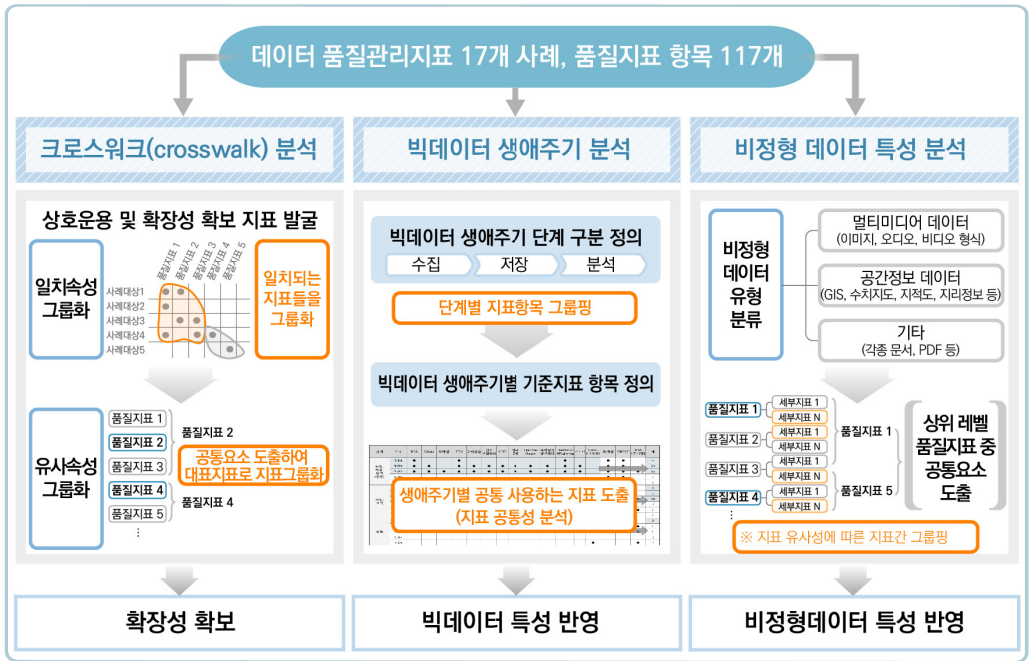 데이터 품질관리지표 17개 사례, 품질지표 항목 117개
크로스워크(crosswalk) 분석
상호운용 및 확장성 확보 지표 발굴
일치속성
그룹화
품질지표 1
품질지표 2
품질지표 3
품질지표 4
품질지표 5
사례대상1
사례대상2
사례대상3
사례대상4
사례대상5
일치되는
지표들을
그룹화
유사속성
그룹화
품질지표 1
품질지표 2
품질지표 3
품질지표 4
품질지표 5
⋮
품질지표 2
공통요소 도출하여
대표지표로 지표그룹화
품질지표 4
확장성 확보
빅데이터 생애주기 분석
빅데이터 생애주기 단계 구분 정의
수집
저장
분석
단계별 지표항목 그룹핑
빅데이터 생애주기별 기준지표 항목 정의
생애주기별 공통 사용하는 지표 도출
(지표 공통성 분석)
빅데이터 특성 반영
비정형 데이터 특성 분석
비정형
데이터
유형
분류
멀티미디어 데이터
(이미지, 오디오, 비디오 형식)
공간정보 데이터
(GIS, 수치지도, 지적도, 지리정보 등)
기타
(각종 문서, PDF 등)
품질지표 1
세부지표 1
세부지표 N
품질지표 2
세부지표 1
세부지표 N
품질지표 3
세부지표 1
세부지표 N
품질지표 4
세부지표 1
세부지표 N
⋮
품질지표 1
품질지표 5
상위 레벨
품질지표 중
공통요소
도출
※ 지표 유사성에 따른 지표간 그룹핑
비정형데이터 특성 반영